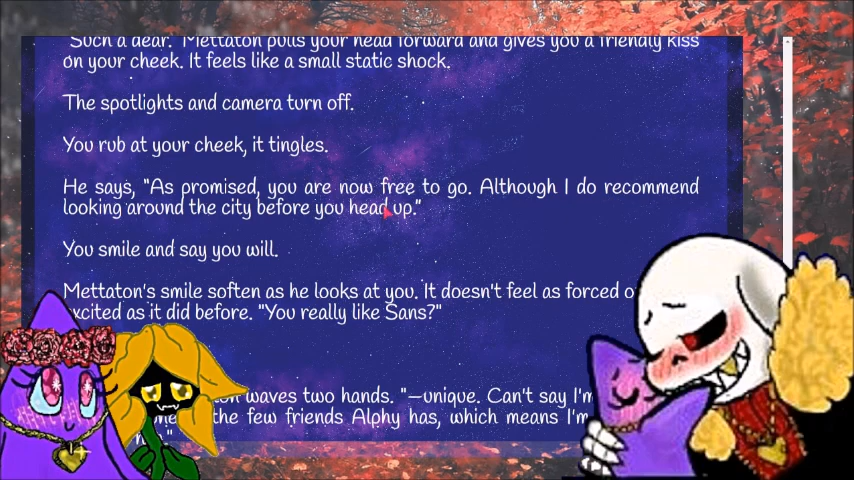 "Such a dear." Mettaton pulls your head forward and gives you a friendly kiss
on your cheek. It feels like a small static shock.
The spotlights and camera turn off.
You rub at your cheek, it tingles.
He says, "As promised, you are now free to go. Although I do recommend
looking around the city before you head up."
You smile and say you will.
Mettaton's smile soften as he looks at you. It doesn't feel as forced
excited as it did before. "You really like Sans?"
waves two hands. "—unique. Can't say I'm
the few friends Alphy has, which means I'm